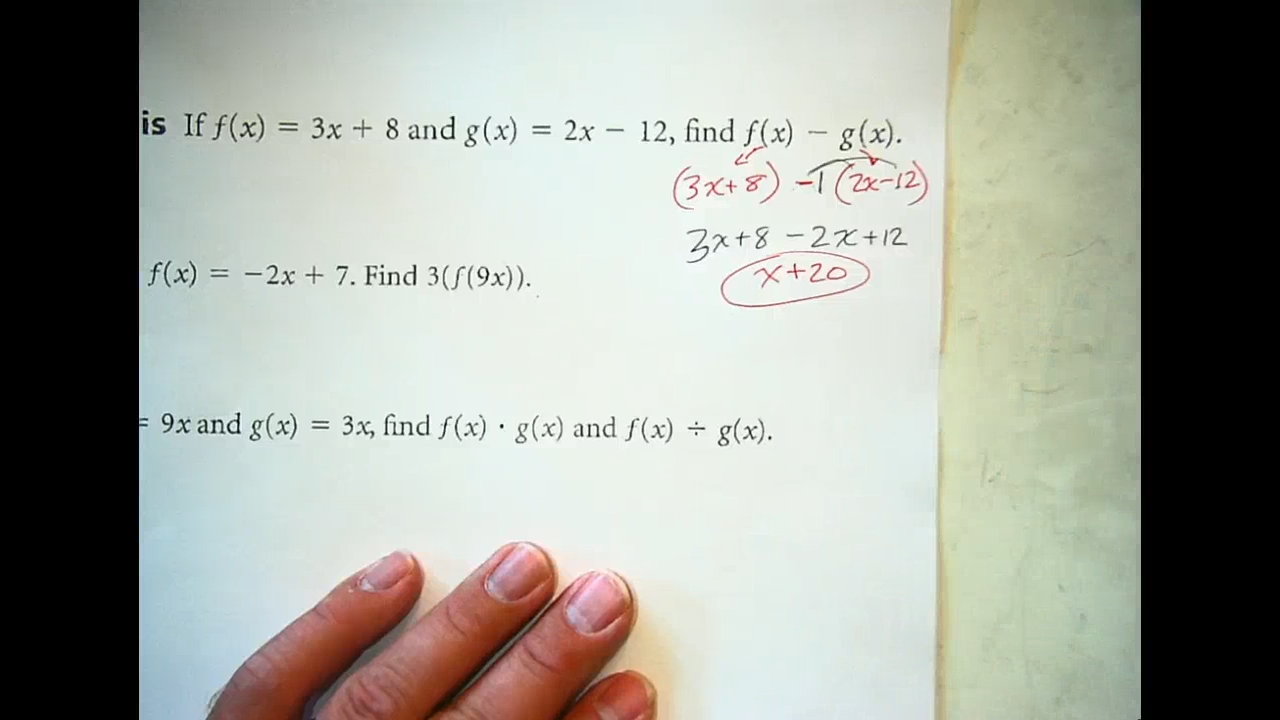 is If f(x) = 3x + 8 and g(x) = 2x − 12, find f(x) − g(x).
(3x+8) −1(2x−12)
3x+8 −2x+12
x+20
f(x) = −2x + 7. Find 3(f(9x)).
= 9x and g(x) = 3x, find f(x) · g(x) and f(x) ÷ g(x).